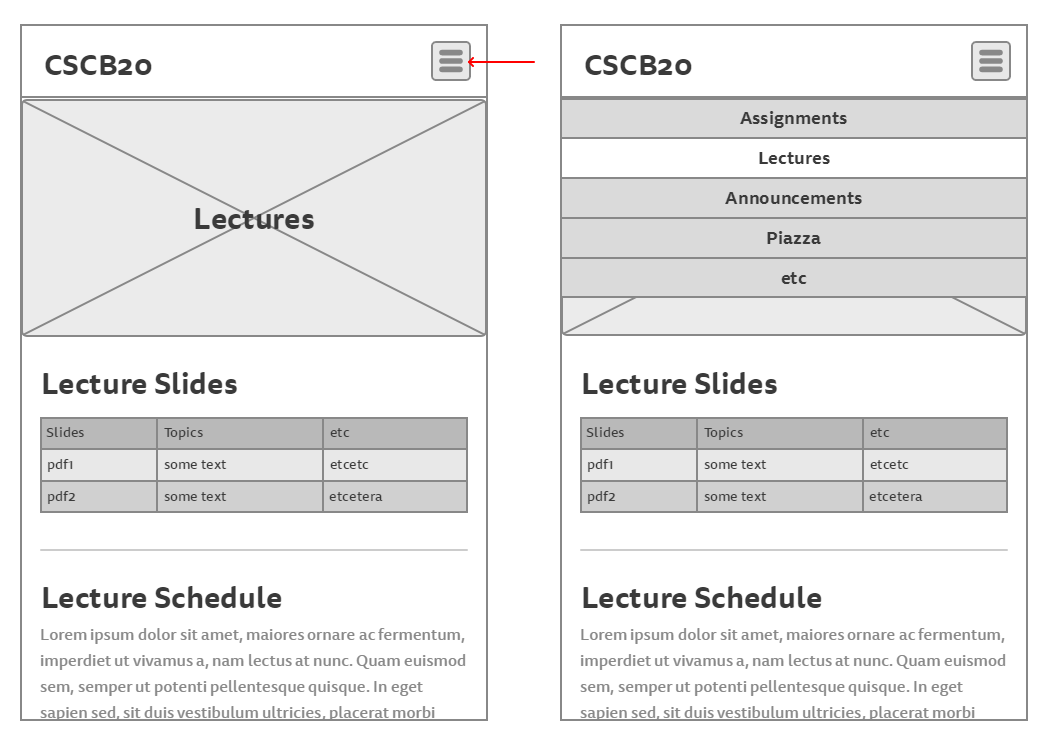 CSCB20
Lectures
Lecture Slides
Slides Topics etc
pdf1 some text etcetc
pdf2 some text etcetera
Lecture Schedule
Lorem ipsum dolor sit amet, maiores ornare ac fermentum,
imperdiet ut vivamus a, nam lectus at nunc. Quam euismod
sem, semper ut potenti pellentesque quisque. In eget
sapien sed, sit duis vestibulum ultricies, placerat morbi
CSCB20
Assignments
Lectures
Announcements
Piazza
etc
Lecture Slides
Slides Topics etc
pdf1 some text etcetc
pdf2 some text etcetera
Lecture Schedule
Lorem ipsum dolor sit amet, maiores ornare ac fermentum,
imperdiet ut vivamus a, nam lectus at nunc. Quam euismod
sem, semper ut potenti pellentesque quisque. In eget
sapien sed, sit duis vestibulum ultricies, placerat morbi